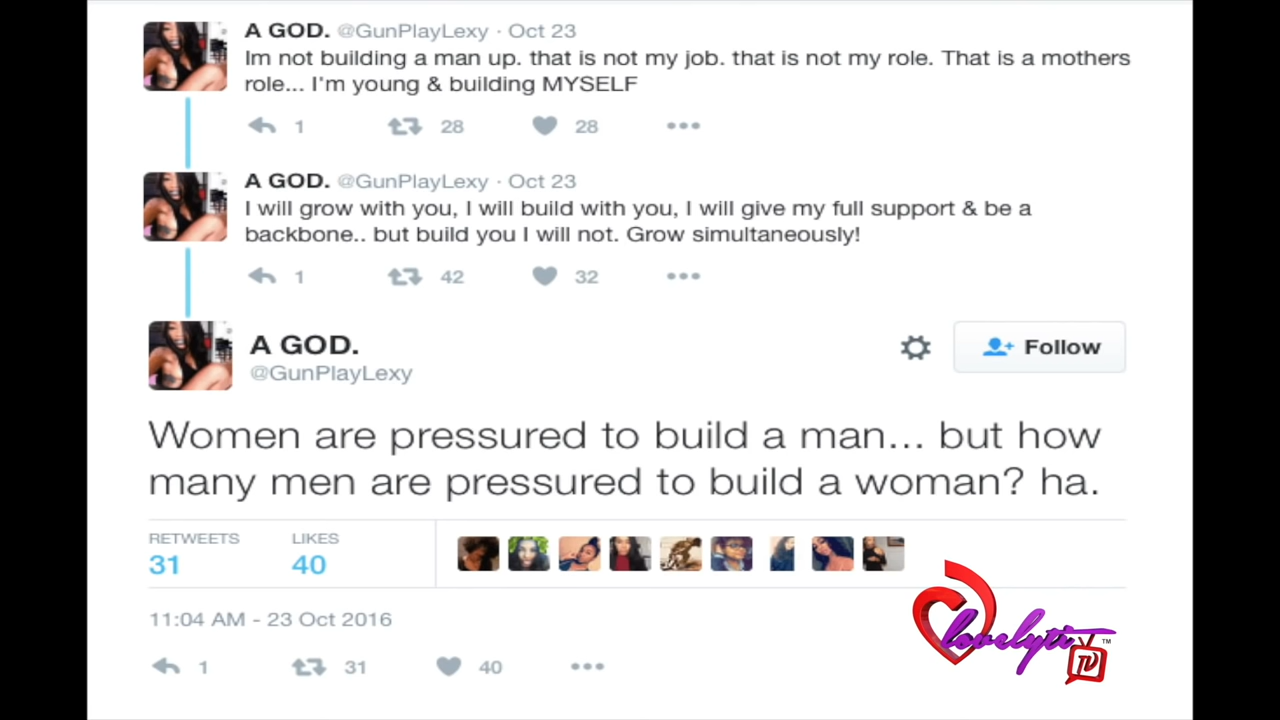 A GOD. @GunPlayLexy · Oct 23
Im not building a man up. that is not my job. that is not my role. That is a mothers
role... I'm young & building MYSELF
1 28 28
A GOD. @GunPlayLexy · Oct 23
I will grow with you, I will build with you, I will give my full support & be a
backbone.. but build you I will not. Grow simultaneously!
1 42 32
A GOD.
@GunPlayLexy
Follow
Women are pressured to build a man... but how
many men are pressured to build a woman? ha.
RETWEETS LIKES
31 40
11:04 AM - 23 Oct 2016
1 31 40
lovelyti TM
TV